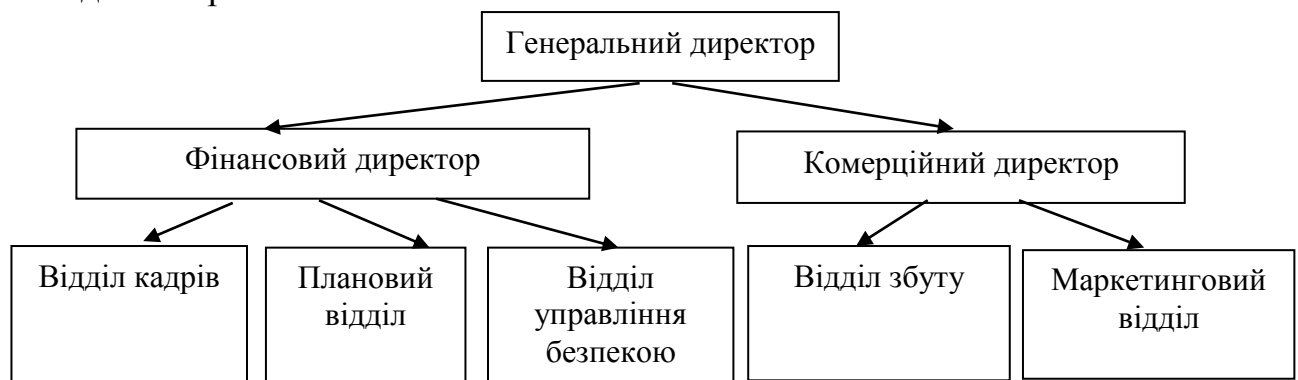 Генеральний директор
Фінансовий директор
Комерційний директор
Відділ кадрів
Плановий
відділ
Відділ
управління
безпекою
Відділ збуту
Маркетинговий
відділ